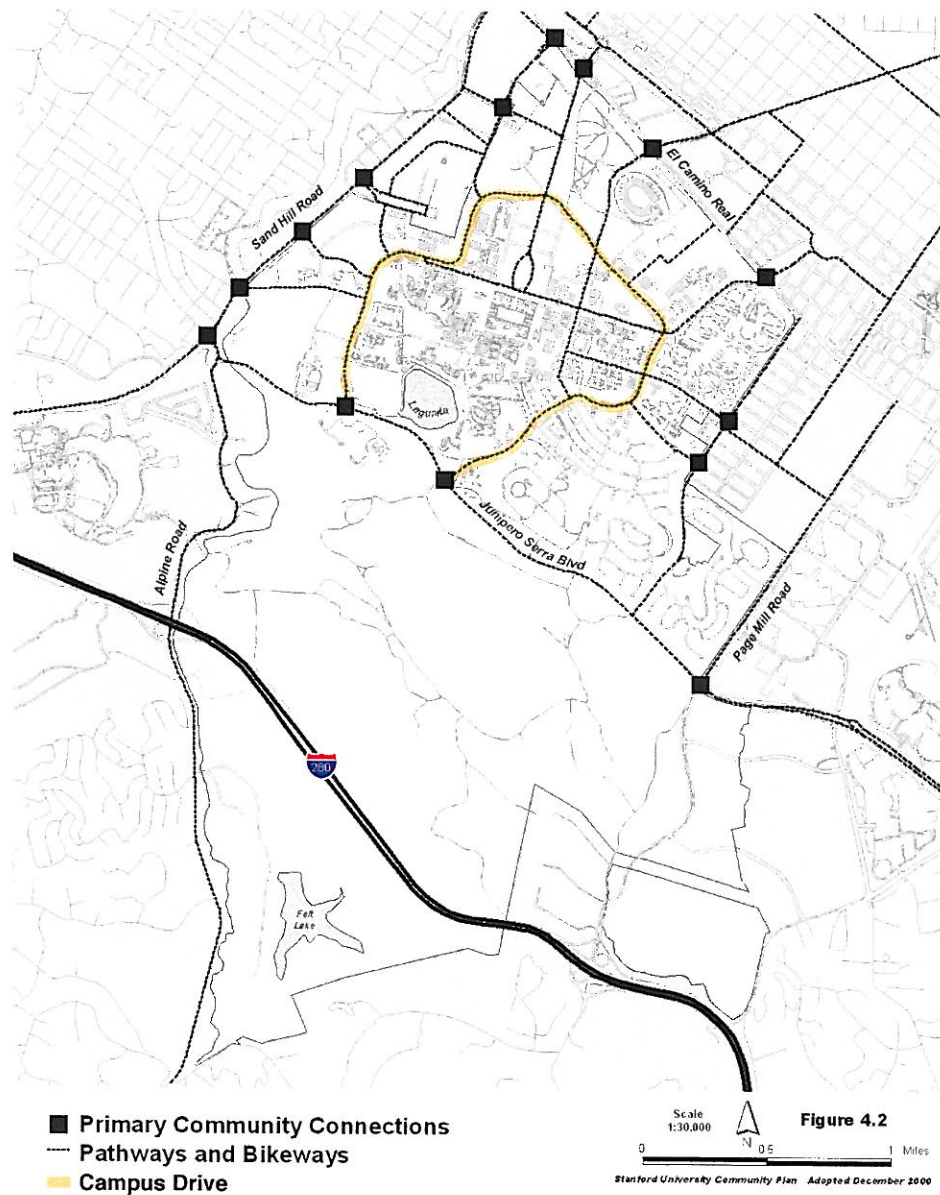 Sand Hill Road
El Camino Real
Lagunita
Junipero Serra Blvd
Alpine Road
Page Mill Road
280
Felt
Lake
Primary Community Connections
Pathways and Bikeways
Campus Drive
Scale
1:30,000
N
Figure 4.2
0 0.5 1 Miles
Stanford University Community Plan Adopted December 2000